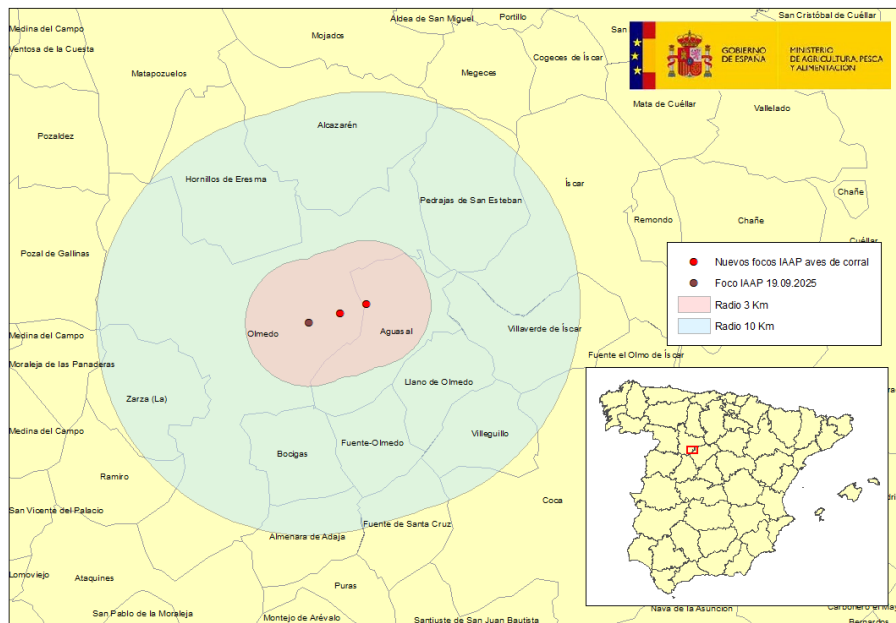 Medina del Campo
Aldea de San Miguel
Portillo
San Cristóbal de Cuéllar
Ventosa de la Cuesta
Mojados
Cogeces de Íscar
GOBIERNO
DE ESPAÑA
MINISTERIO
DE AGRICULTURA, PESCA
Y ALIMENTACIÓN
Matapozuelos
Megeces
Mata de Cuéllar
Vallelado
Pozaldez
Alcazarén
Hornillos de Eresma
Íscar
Pedrajas de San Esteban
Chañe
Remondo
Chañe
Cuéllar
Pozal de Gallinas
Nuevos focos IAAP aves de corral
Foco IAAP 19.09.2025
Radio 3 Km
Radio 10 Km
Medina del Campo
Olmedo
Aguasal
Villaverde de Íscar
Moraleja de las Panaderas
Fuente el Olmo de Íscar
Zarza (La)
Llano de Olmedo
Medina del Campo
Villeguillo
Bocigas
Fuente-Olmedo
Ramiro
Coca
San Vicente del Palacio
Fuente de Santa Cruz
Almenara de Adaja
Lomoviejo
Ataquines
Puras
San Pablo de la Moraleja
Montejo de Arévalo
Santiuste de San Juan Bautista
Nava de la Asunción
Bernardos